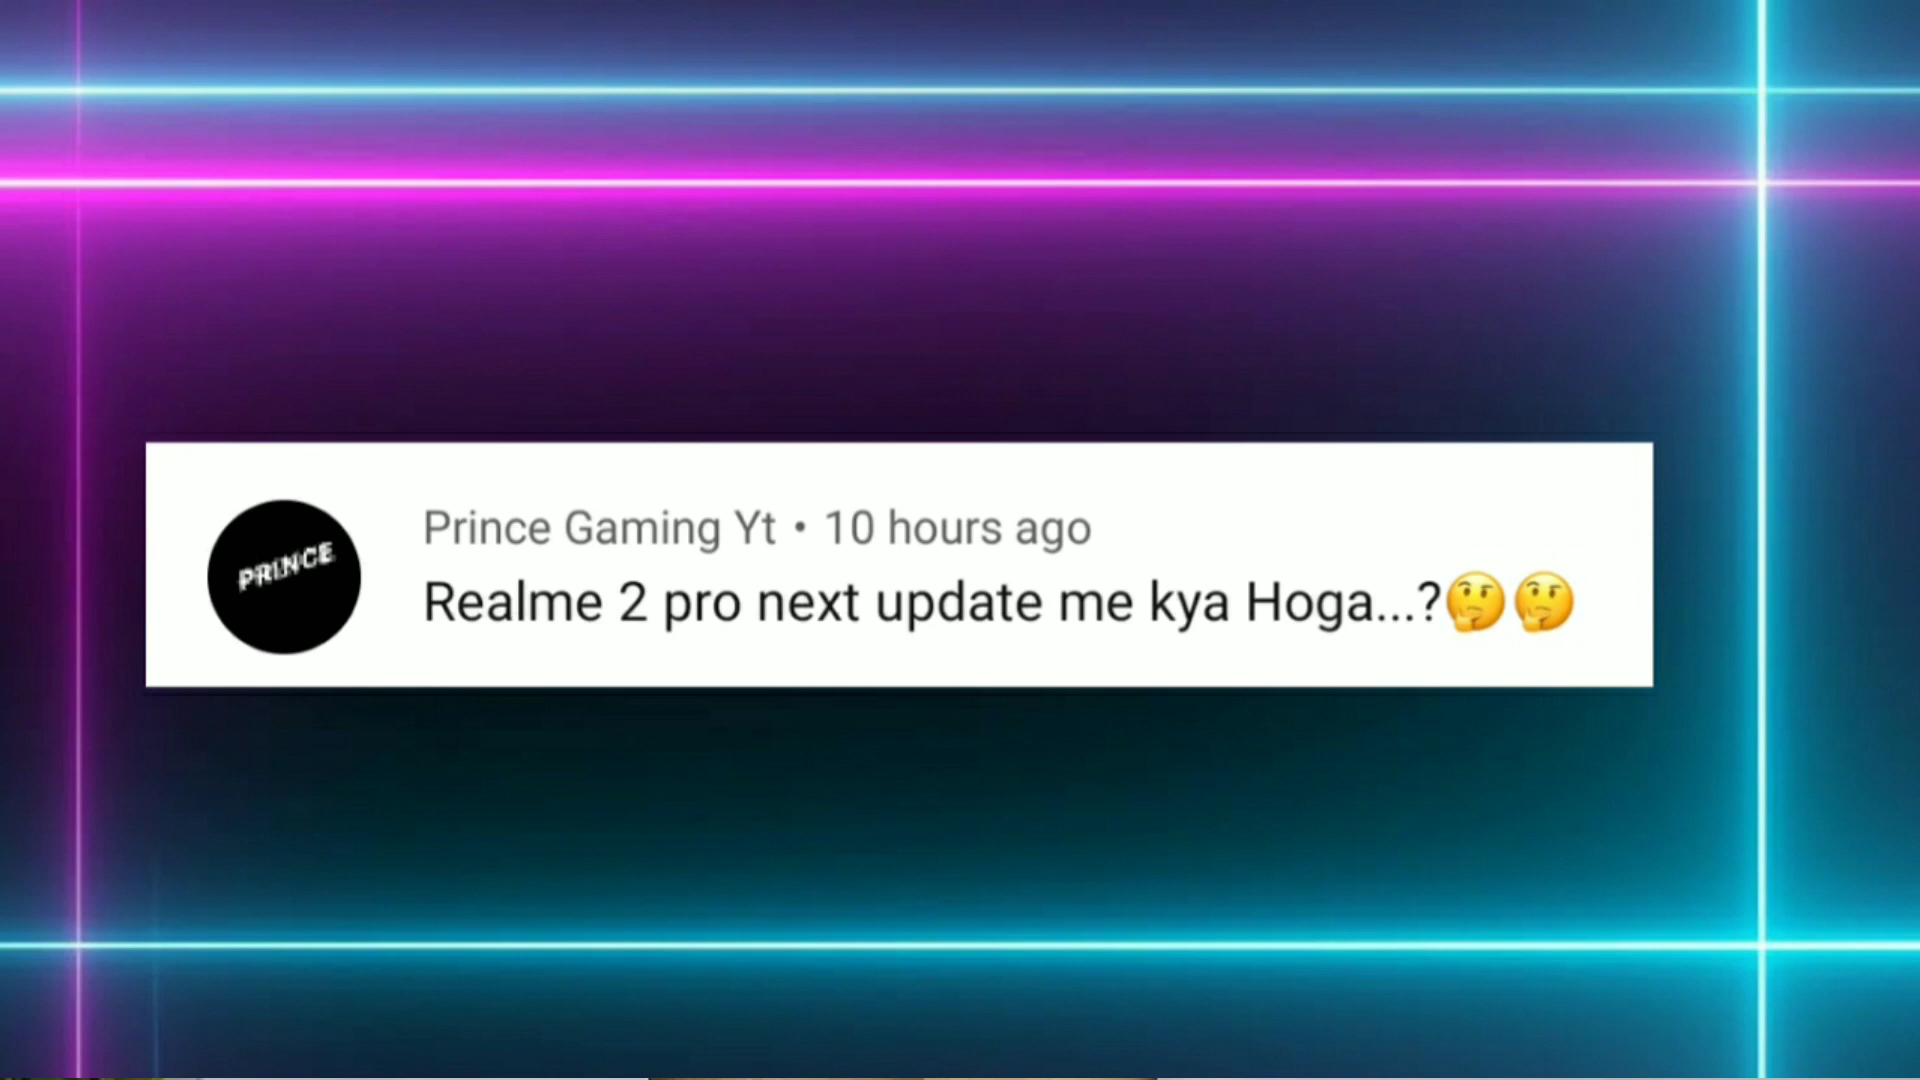 PRINCE
Prince Gaming Yt • 10 hours ago
Realme 2 pro next update me kya Hoga...?🤔🤔